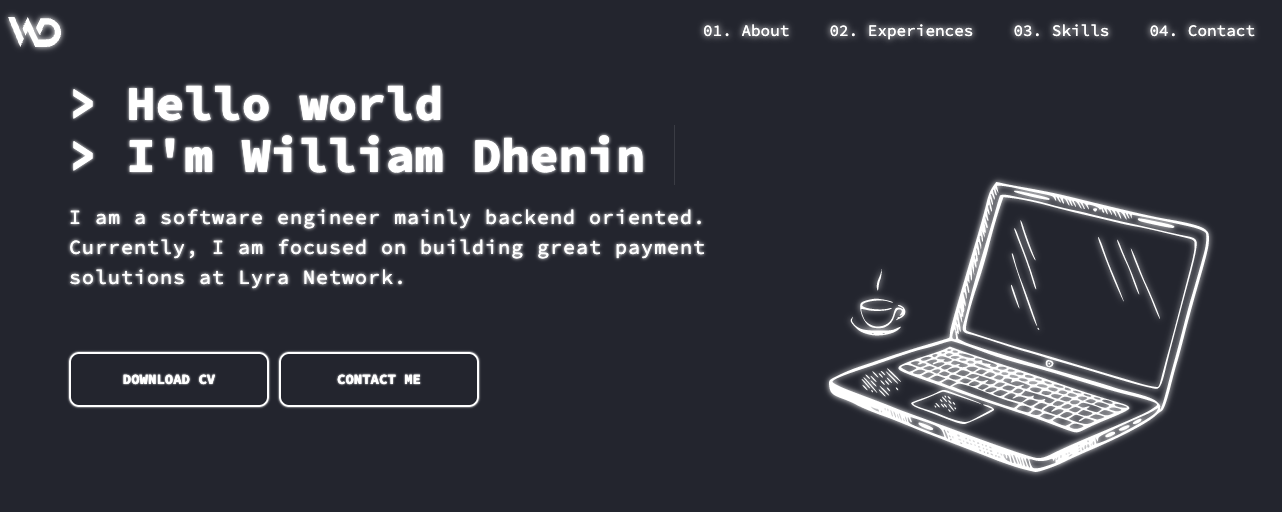 WD
01. About 02. Experiences 03. Skills 04. Contact
> Hello world
> I'm William Dhenin
I am a software engineer mainly backend oriented.
Currently, I am focused on building great payment
solutions at Lyra Network.
DOWNLOAD CV CONTACT ME